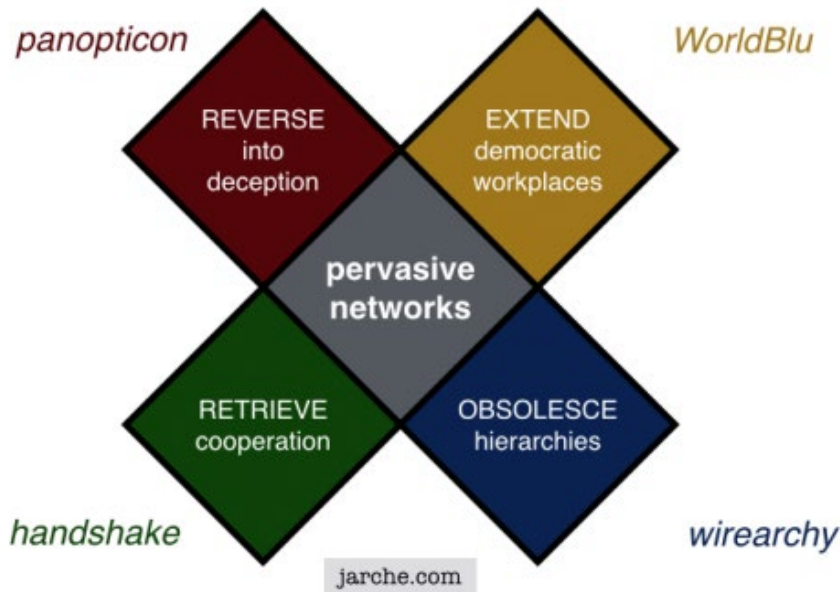 panopticon
WorldBlu
REVERSE
into
deception
EXTEND
democratic
workplaces
pervasive
networks
RETRIEVE
cooperation
OBSOLESCE
hierarchies
handshake
wirearchy
jarche.com